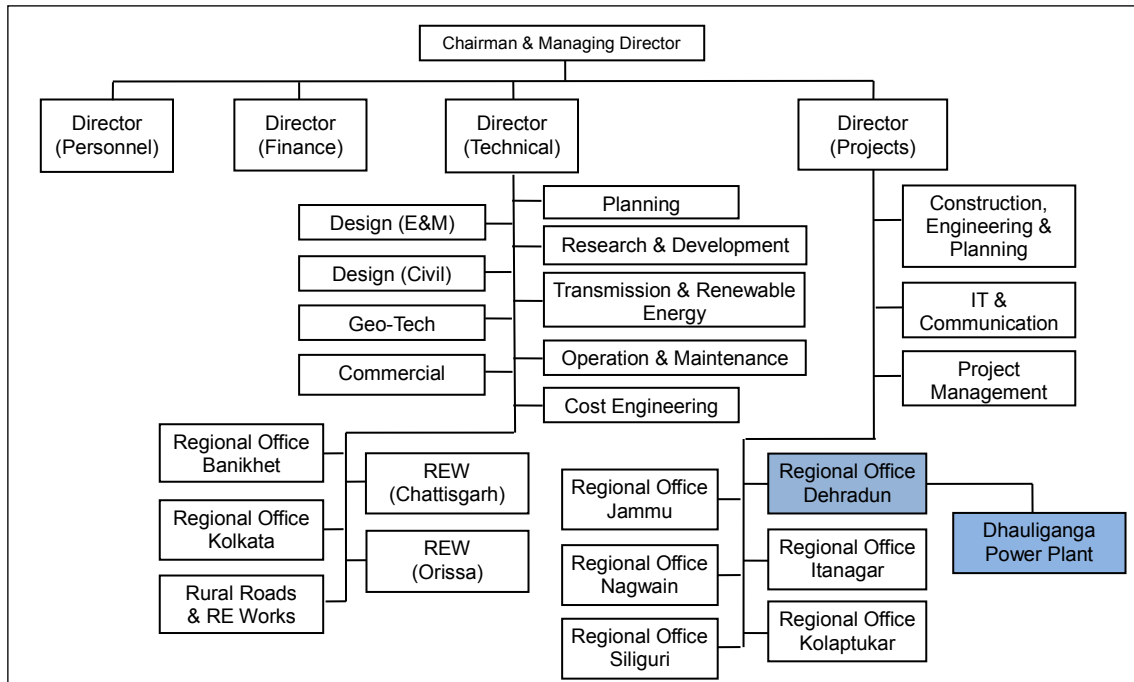 Chairman & Managing Director
Director
(Personnel)
Director
(Finance)
Director
(Technical)
Director
(Projects)
Planning
Design (E&M)
Research & Development
Design (Civil)
Transmission & Renewable
Energy
Geo-Tech
Operation & Maintenance
Commercial
Cost Engineering
Construction,
Engineering &
Planning
IT &
Communication
Project
Management
Regional Office
Banikhet
REW
(Chattisgarh)
Regional Office
Kolkata
REW
(Orissa)
Rural Roads
& RE Works
Regional Office
Dehradun
Regional Office
Jammu
Dhauliganga
Power Plant
Regional Office
Itanagar
Regional Office
Nagwain
Regional Office
Kolaptukar
Regional Office
Siliguri